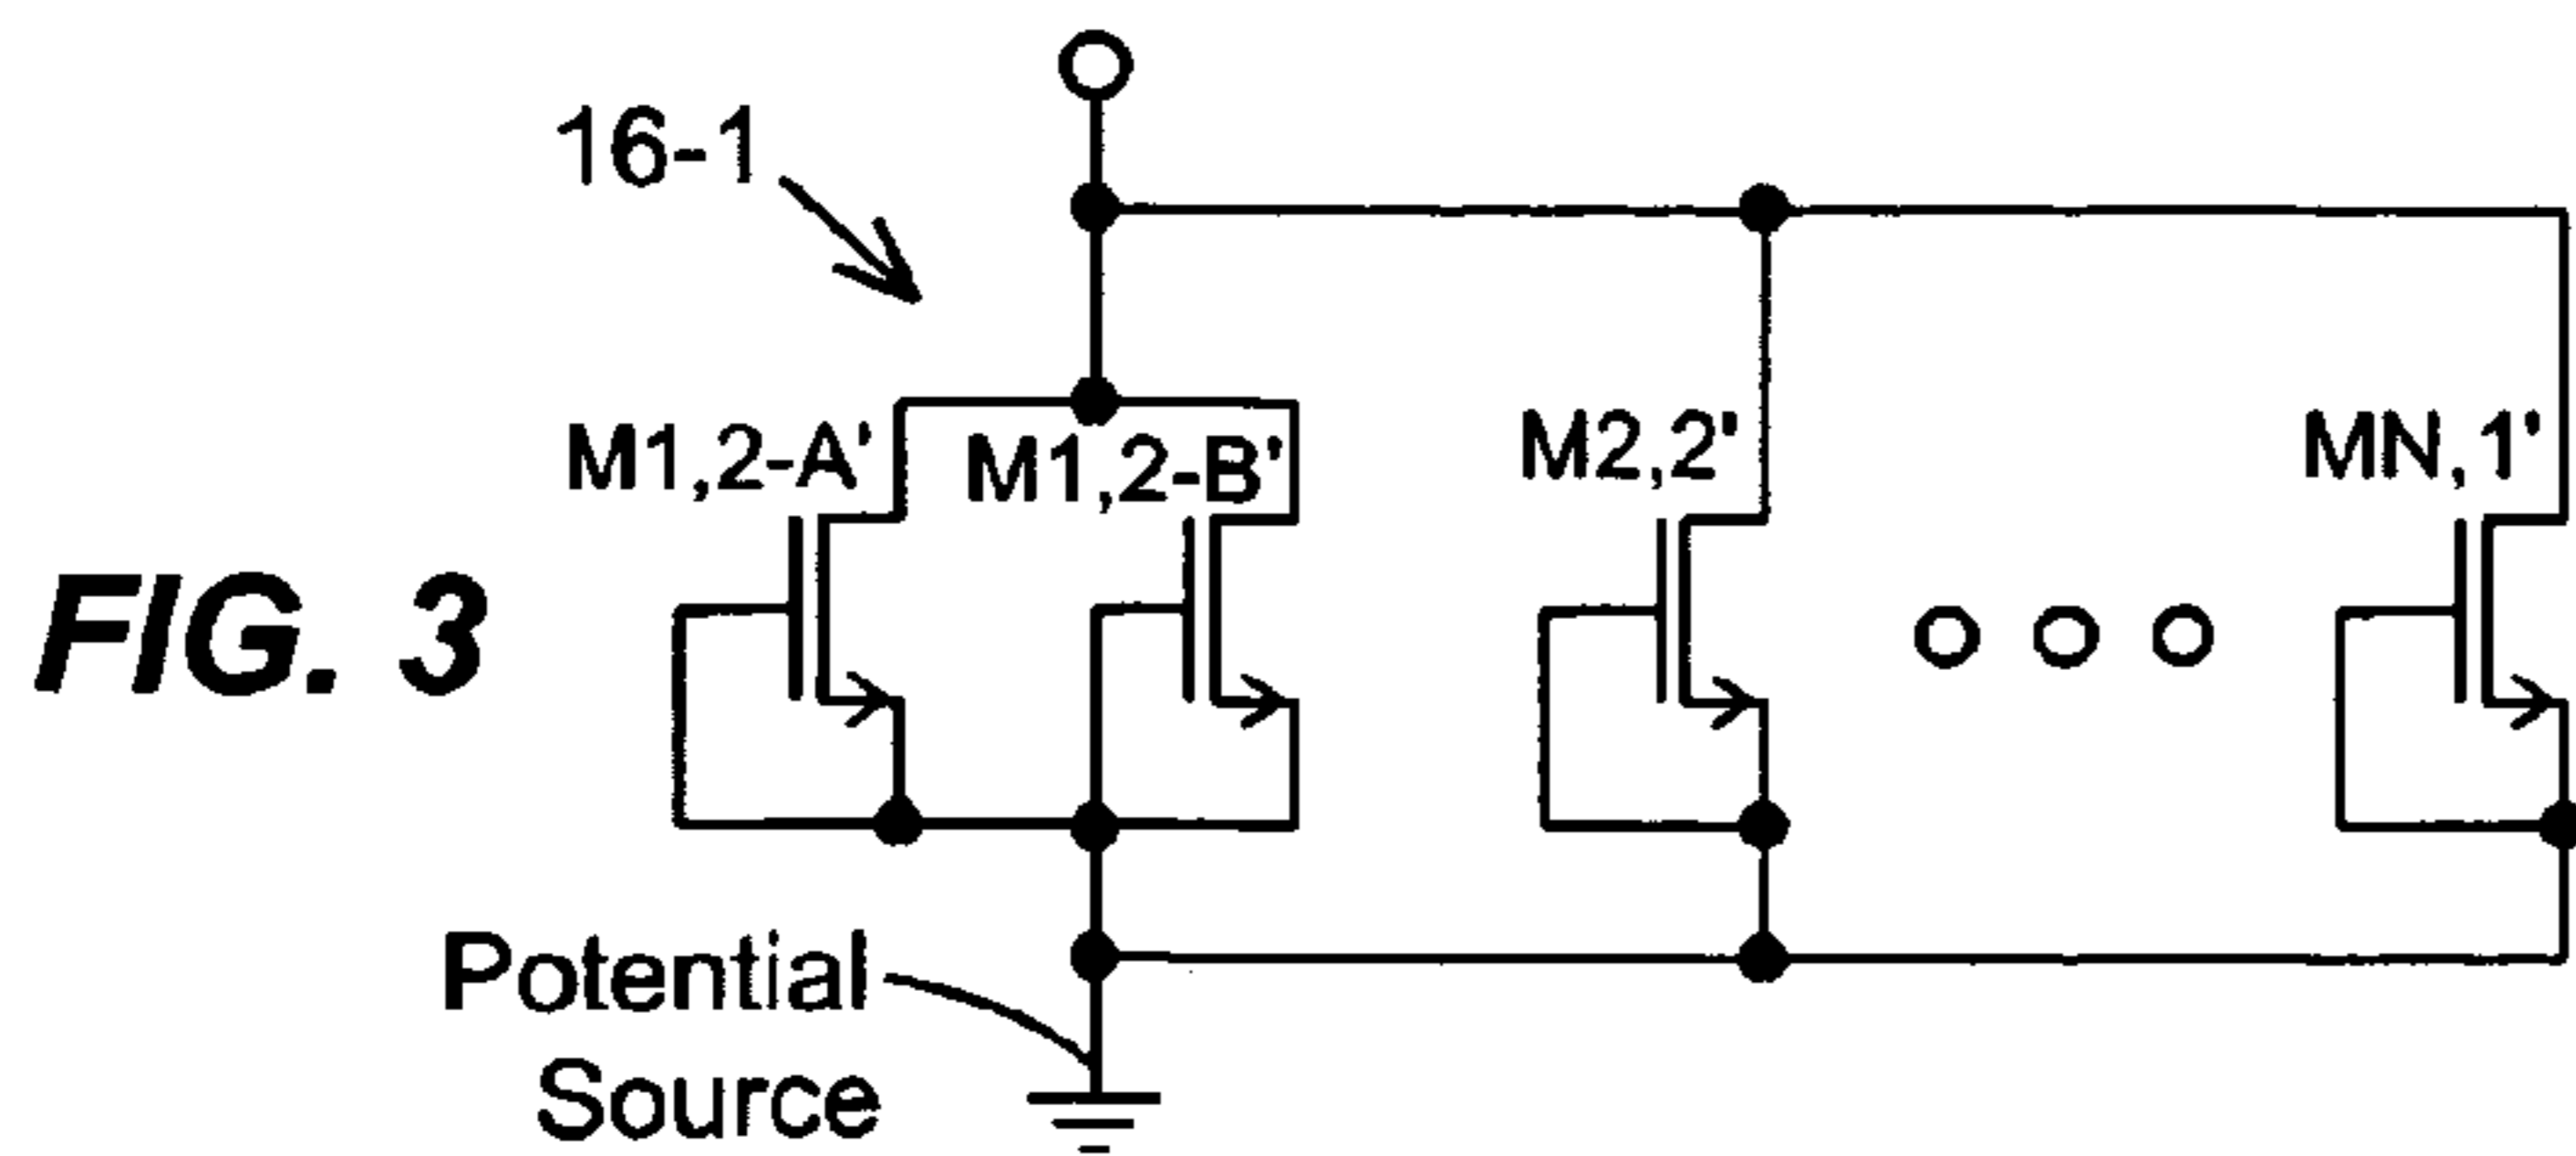 16-1
M1,2-A'
M1,2-B'
M2,2'
MN,1'
FIG. 3
Potential
Source